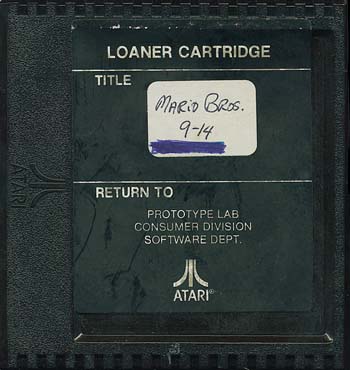 LOANER CARTRIDGE
TITLE
MARIO BROS.
9-14
RETURN TO
PROTOTYPE LAB
CONSUMER DIVISION
SOFTWARE DEPT.
ATARI®
ATARI